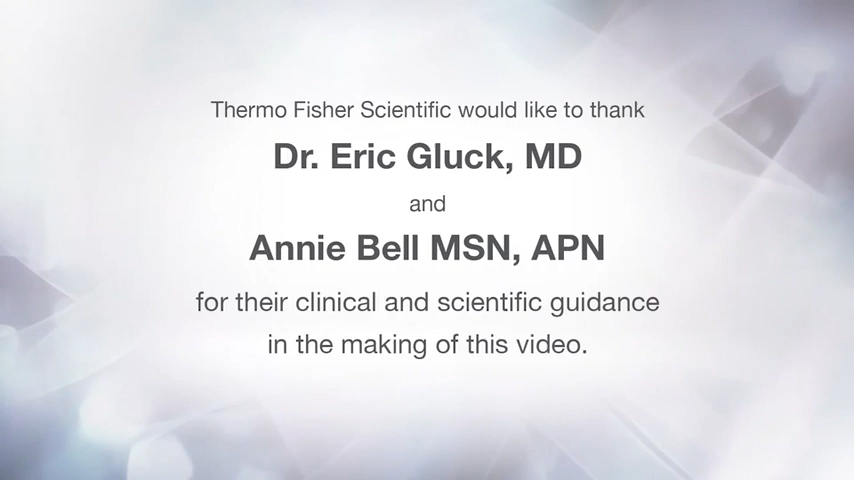 Thermo Fisher Scientific would like to thank
Dr. Eric Gluck, MD
and
Annie Bell MSN, APN
for their clinical and scientific guidance
in the making of this video.